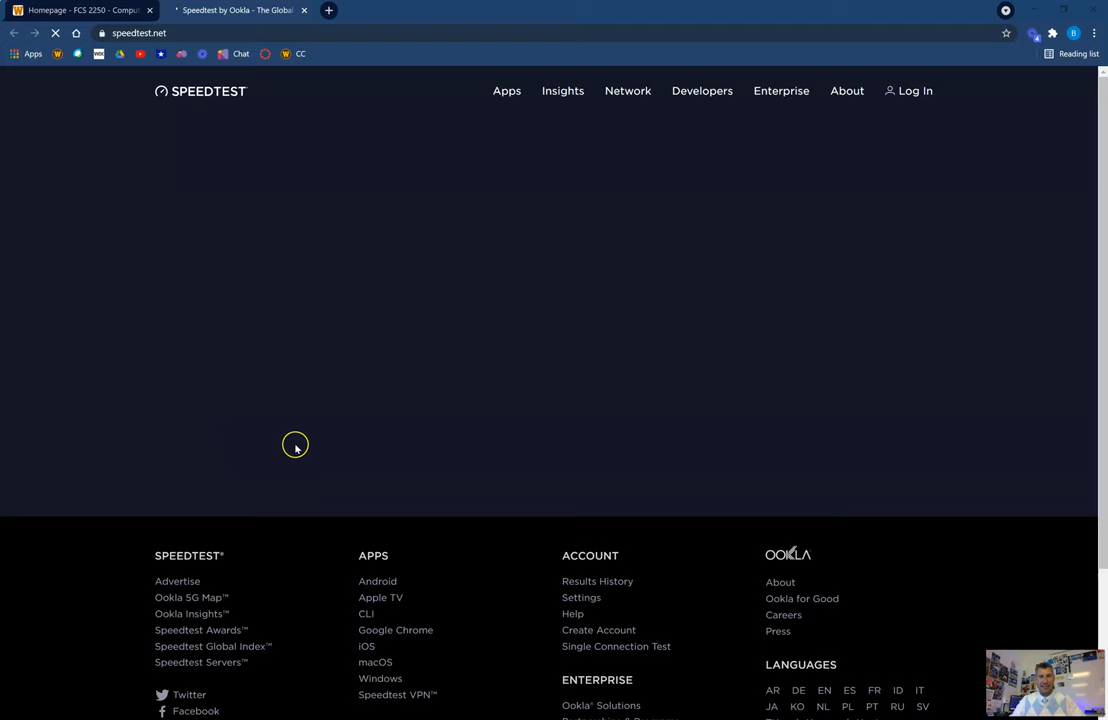 Homepage - FCS 2250 - Comput
Speedtest by Ookla - The Global
speedtest.net
Apps
WIX
Chat
CC
Reading list
SPEEDTEST
Apps
Insights
Network
Developers
Enterprise
About
Log In
SPEEDTEST®
Advertise
Ookla 5G Map™
Ookla Insights™
Speedtest Awards™
Speedtest Global Index™
Speedtest Servers™
Twitter
Facebook
APPS
Android
Apple TV
CLI
Google Chrome
iOS
macOS
Windows
Speedtest VPN™
ACCOUNT
Results History
Settings
Help
Create Account
Single Connection Test
ENTERPRISE
Ookla® Solutions
OOKLA
About
Ookla for Good
Careers
Press
LANGUAGES
AR DE EN ES FR ID IT
JA KO NL PL PT RU SV